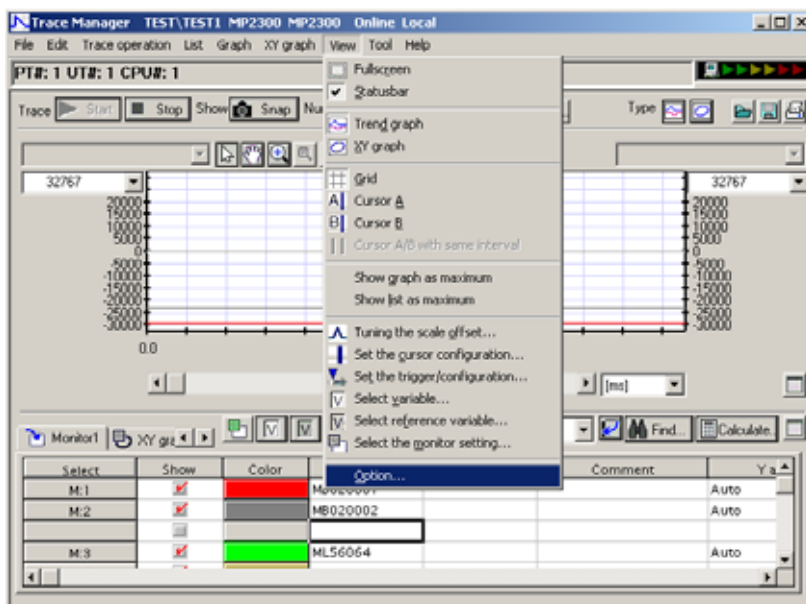 Trace Manager TEST\TEST1 MP2300 MP2300 Online Local
File Edit Trace operation List Graph XY graph View Tool Help
PT#: 1 UT#: 1 CPU#: 1
Trace Start Stop Show Snap Type
Fullscreen
Statusbar
Trend graph
XY graph
Grid
Cursor A
Cursor B
Cursor A/B with same interval
Show graph as maximum
Show list as maximum
Tuning the scale offset...
Set the cursor configuration...
Set the trigger/configuration...
Select variable...
Select reference variable...
Select the monitor setting...
Option...
32767 32767
20000 20000
15000 15000
10000 10000
5000 5000
0 0
-5000 -5000
-10000 -10000
-15000 -15000
-20000 -20000
-25000 -25000
-30000 -30000
0.0
[ms]
Monitor1 Find... Calculate.
Select Show Color Comment
M:1 Auto
M:2 MB020002 Auto
M:3 ML56064 Auto